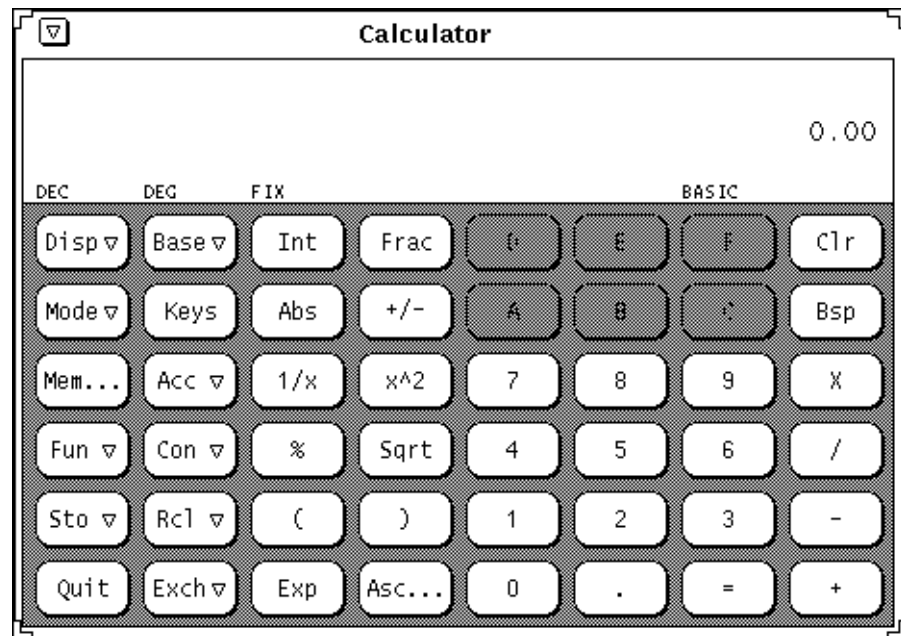 Calculator
0.00
DEC DEG FIX BASIC
Disp Base Int Frac D E F Clr
Mode Keys Abs +/- A B C Bsp
Mem... Acc 1/x x^2 7 8 9 X
Fun Con % Sqrt 4 5 6 /
Sto Rcl ( ) 1 2 3 -
Quit Exch Exp Asc... 0 . = +